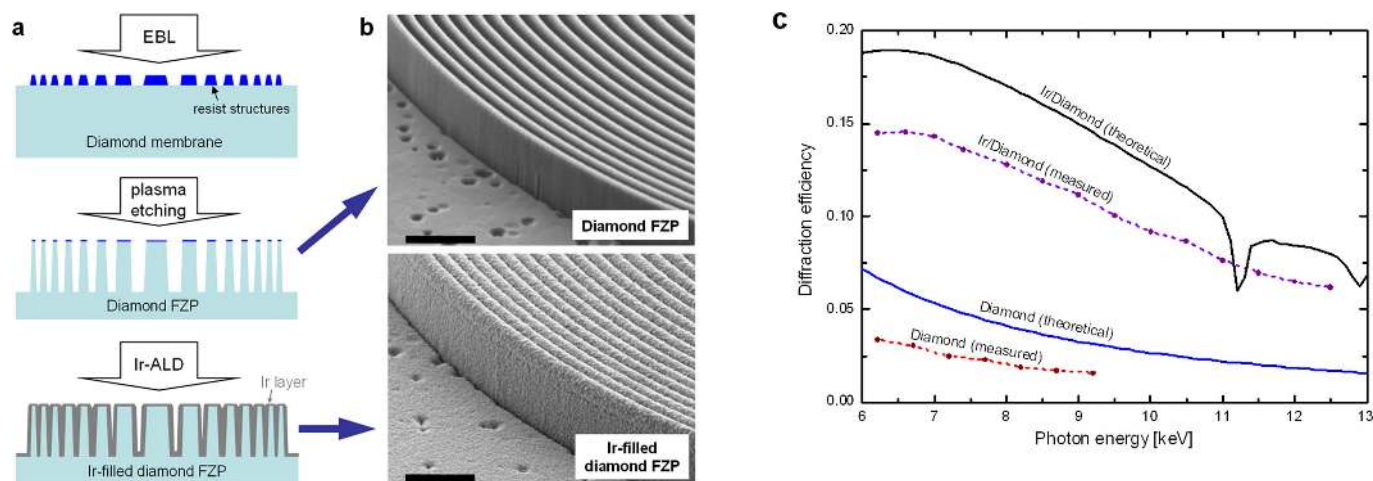 a
EBL
resist structures
Diamond membrane
plasma
etching
Diamond FZP
Ir-ALD
Ir layer
Ir-filled diamond FZP
b
Diamond FZP
Ir-filled
diamond FZP
c
0.20
0.15
0.10
0.05
0.00
Diffraction efficiency
Ir/Diamond (theoretical)
Ir/Diamond (measured)
Diamond (theoretical)
Diamond (measured)
6 7 8 9 10 11 12 13
Photon energy [keV]